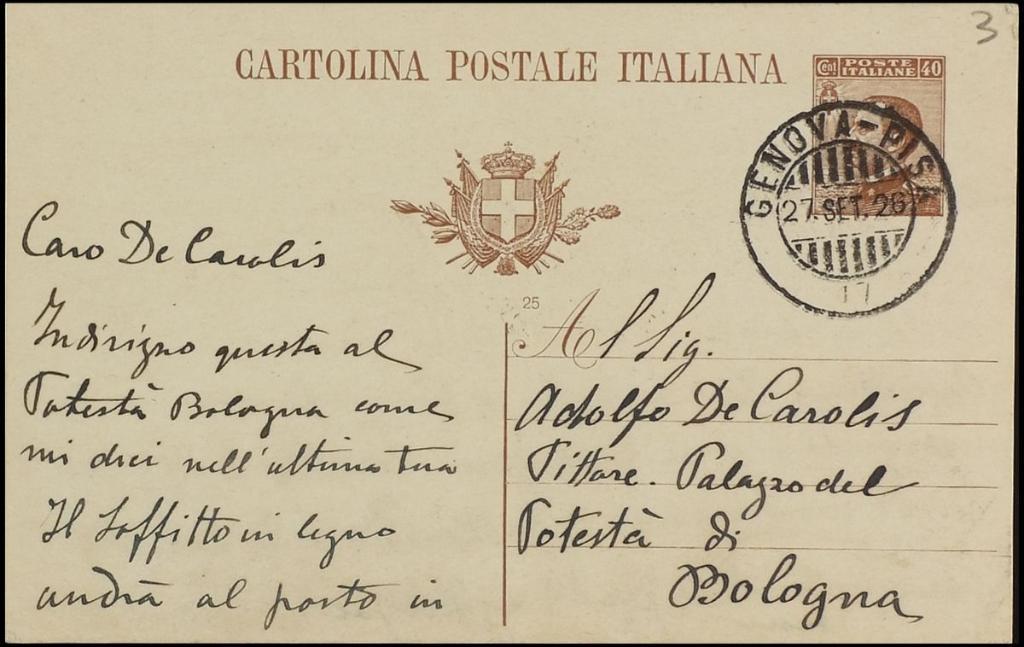 3
CARTOLINA POSTALE ITALIANA
Cent POSTE ITALIANE 40
GENOVA-PISA
27.SET.26
17
25
Caro De Carolis
Indirizzo questa al
Potestà Bologna come
mi dici nell'ultima tua
Il soffitto in legno
andrà al posto in
Al Sig.
Adolfo De Carolis
Pittore. Palazzo del
Potestà di
Bologna